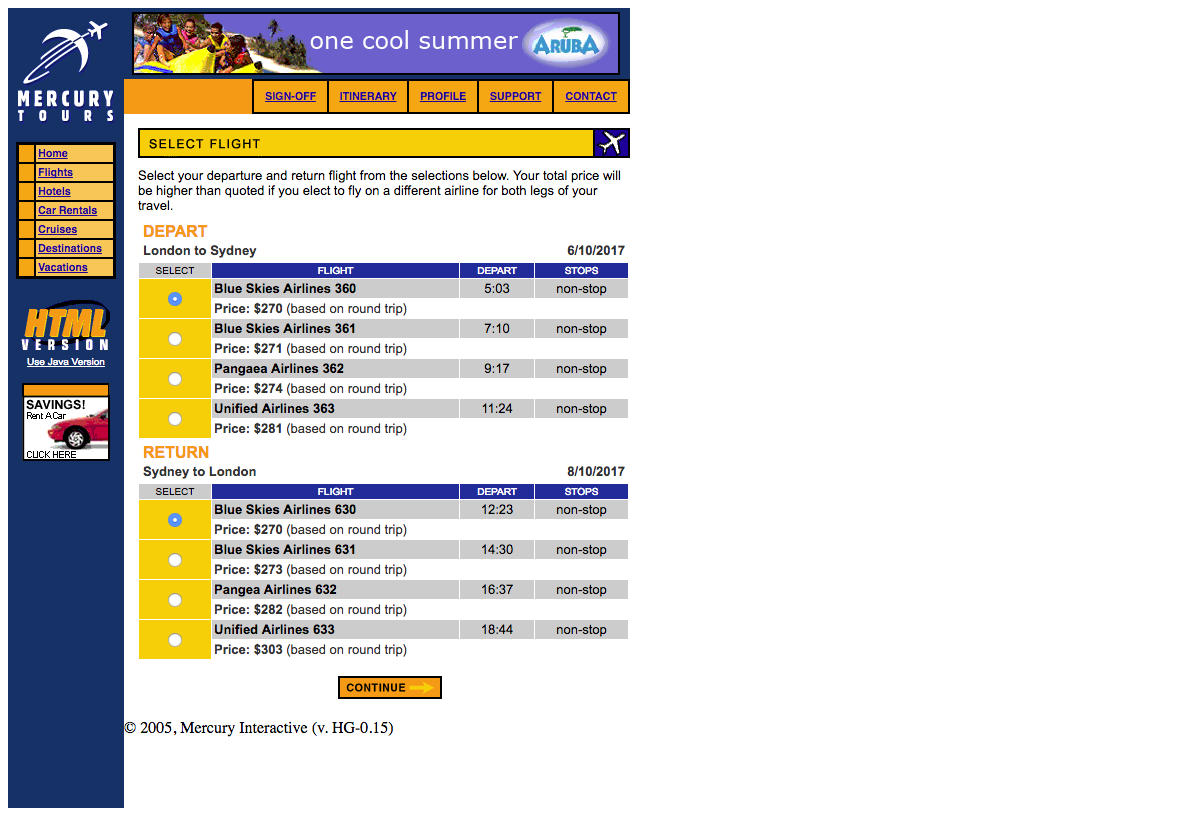 MERCURY
TOURS
one cool summer
ARUBA
SIGN-OFF
ITINERARY
PROFILE
SUPPORT
CONTACT
Home
Flights
Hotels
Car Rentals
Cruises
Destinations
Vacations
HTML
VERSION
Use Java Version
SAVINGS!
Rent A Car
CLICK HERE
SELECT FLIGHT
Select your departure and return flight from the selections below. Your total price will
be higher than quoted if you elect to fly on a different airline for both legs of your
travel.
DEPART
London to Sydney 6/10/2017
SELECT FLIGHT DEPART STOPS
Blue Skies Airlines 360 5:03 non-stop
Price: $270 (based on round trip)
Blue Skies Airlines 361 7:10 non-stop
Price: $271 (based on round trip)
Pangaea Airlines 362 9:17 non-stop
Price: $274 (based on round trip)
Unified Airlines 363 11:24 non-stop
Price: $281 (based on round trip)
RETURN
Sydney to London 8/10/2017
SELECT FLIGHT DEPART STOPS
Blue Skies Airlines 630 12:23 non-stop
Price: $270 (based on round trip)
Blue Skies Airlines 631 14:30 non-stop
Price: $273 (based on round trip)
Pangea Airlines 632 16:37 non-stop
Price: $282 (based on round trip)
Unified Airlines 633 18:44 non-stop
Price: $303 (based on round trip)
CONTINUE
© 2005, Mercury Interactive (v. HG-0.15)